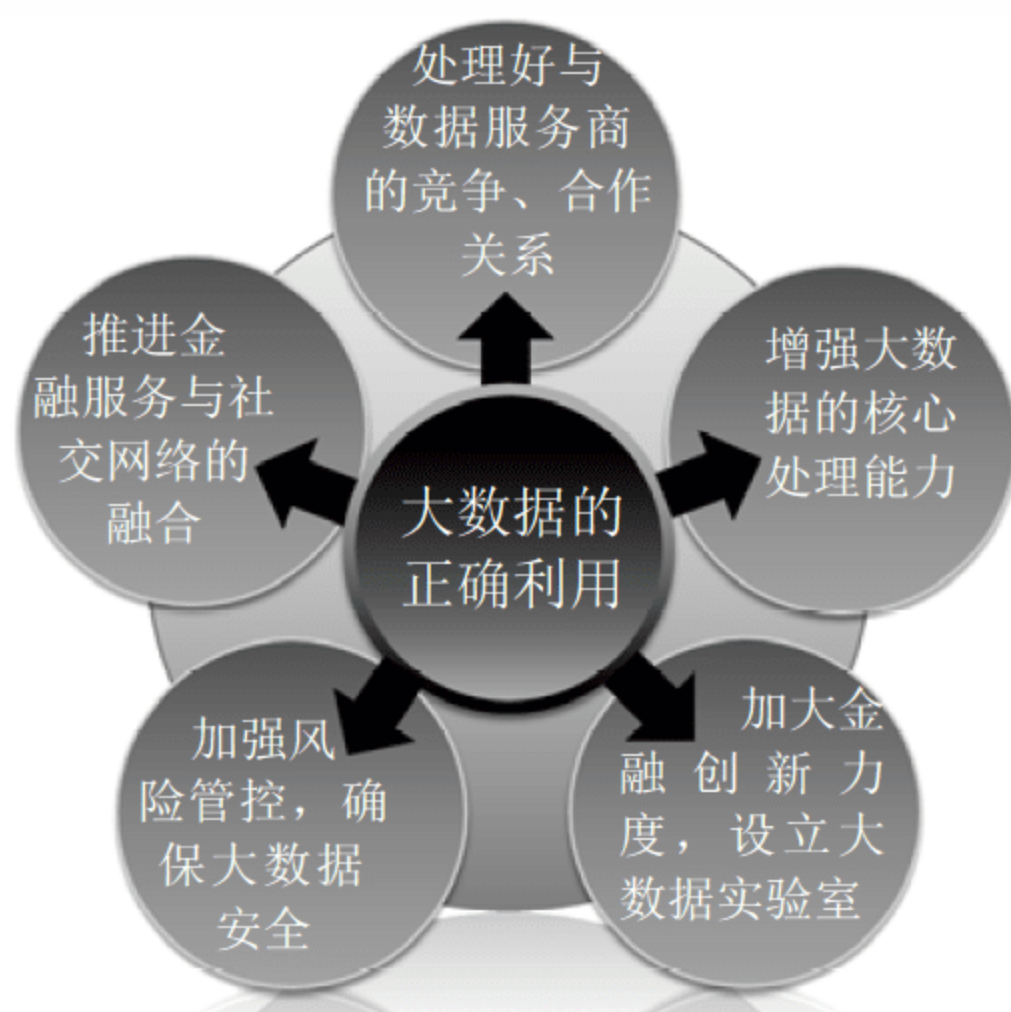 处理好与
数据服务商
的竞争、合作
关系
推进金
融服务与社
交网络的
融合
增强大数
据的核心
处理能力
大数据的
正确利用
加强风
险管控，确
保大数据
安全
加大金
融创新力
度，设立大
数据实验室